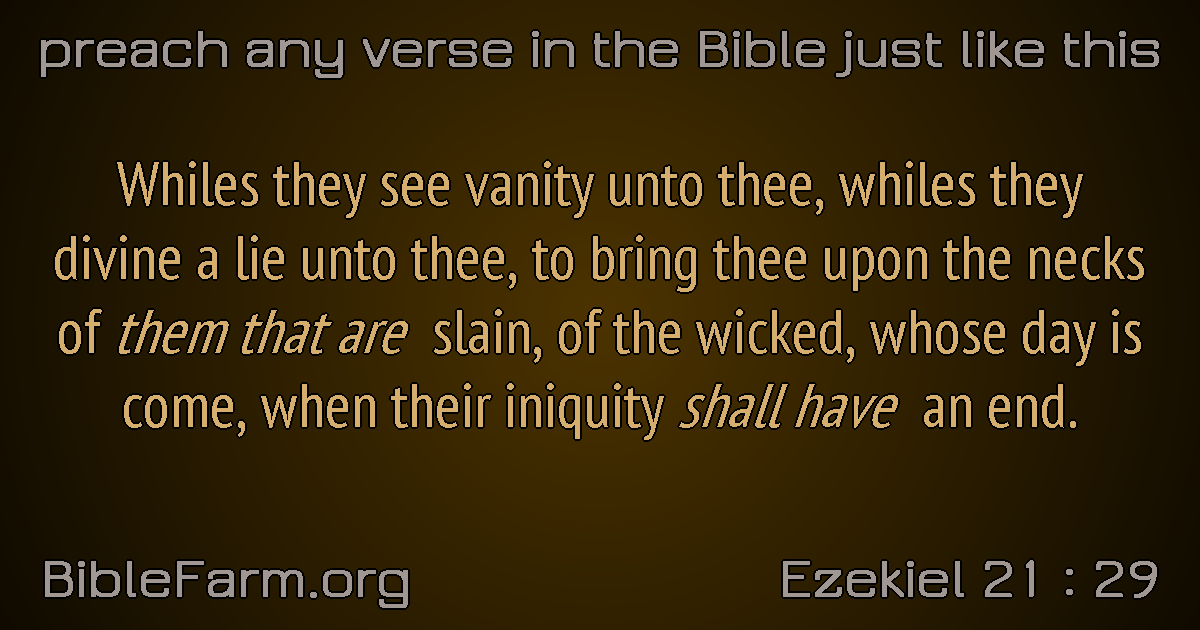 preach any verse in the Bible just like this
Whiles they see vanity unto thee, whiles they
divine a lie unto thee, to bring thee upon the necks
of them that are slain, of the wicked, whose day is
come, when their iniquity shall have an end.
BibleFarm.org
Ezekiel 21 : 29